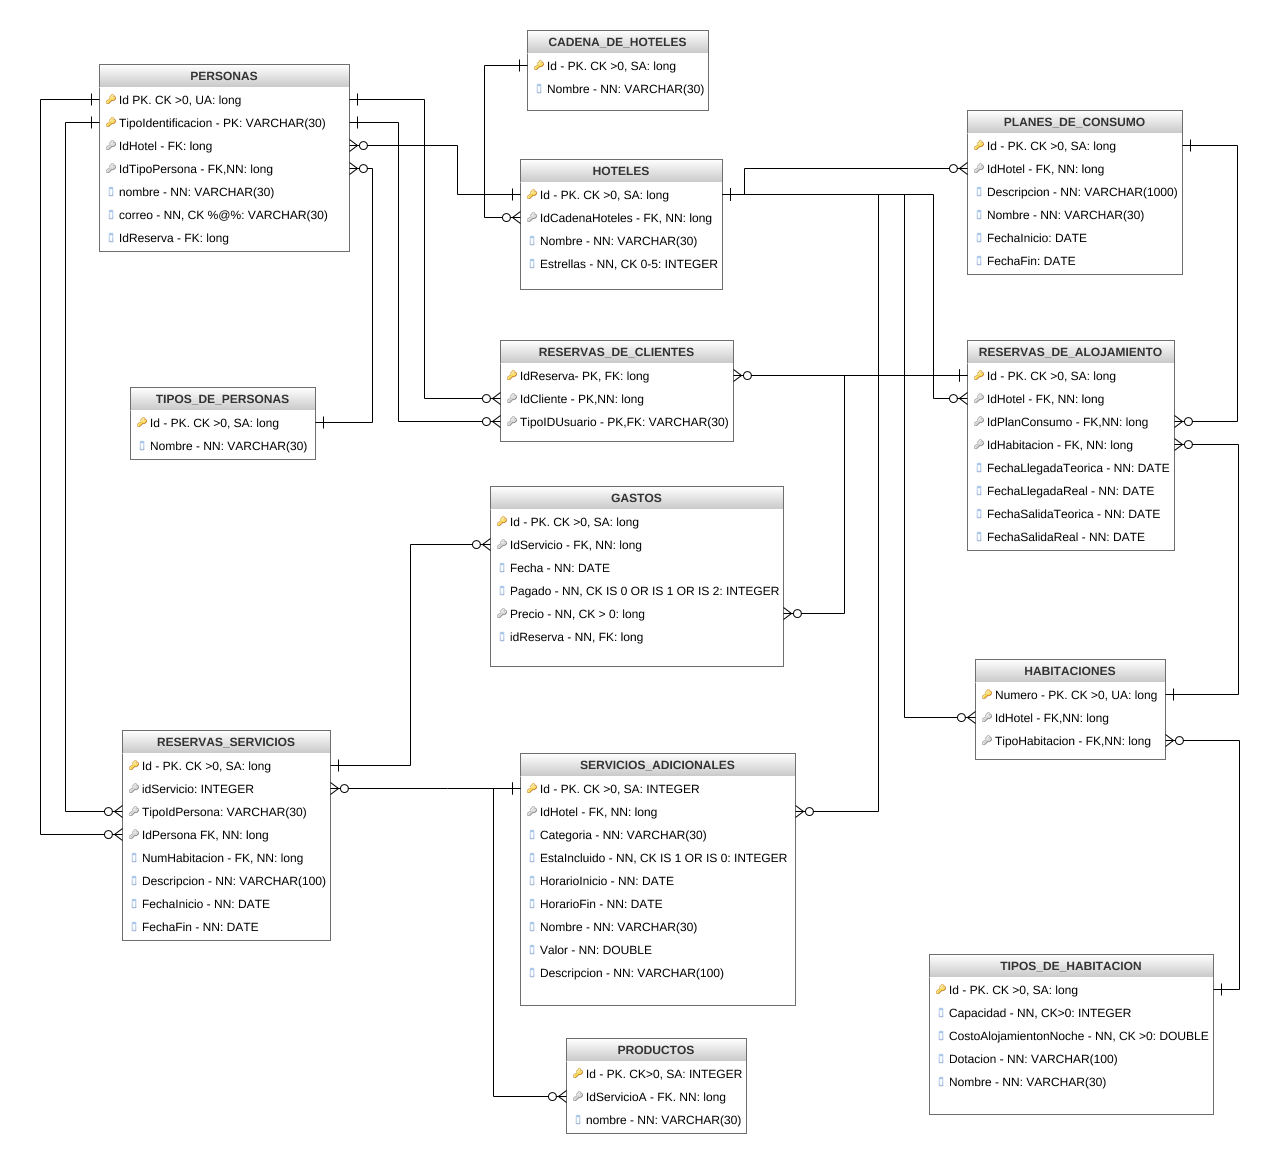 CADENA_DE_HOTELES
Id - PK. CK >0, SA: long
Nombre - NN: VARCHAR(30)
PERSONAS
Id PK. CK >0, UA: long
TipoIdentificacion - PK: VARCHAR(30)
IdHotel - FK: long
IdTipoPersona - FK,NN: long
nombre - NN: VARCHAR(30)
correo - NN, CK %@%: VARCHAR(30)
IdReserva - FK: long
HOTELES
Id - PK. CK >0, SA: long
IdCadenaHoteles - FK, NN: long
Nombre - NN: VARCHAR(30)
Estrellas - NN, CK 0-5: INTEGER
PLANES_DE_CONSUMO
Id - PK. CK >0, SA: long
IdHotel - FK, NN: long
Descripcion - NN: VARCHAR(1000)
Nombre - NN: VARCHAR(30)
FechaInicio: DATE
FechaFin: DATE
TIPOS_DE_PERSONAS
Id - PK. CK >0, SA: long
Nombre - NN: VARCHAR(30)
RESERVAS_DE_CLIENTES
IdReserva- PK, FK: long
IdCliente - PK,NN: long
TipoIDUsuario - PK,FK: VARCHAR(30)
RESERVAS_DE_ALOJAMIENTO
Id - PK. CK >0, SA: long
IdHotel - FK, NN: long
IdPlanConsumo - FK,NN: long
IdHabitacion - FK, NN: long
FechaLlegadaTeorica - NN: DATE
FechaLlegadaReal - NN: DATE
FechaSalidaTeorica - NN: DATE
FechaSalidaReal - NN: DATE
GASTOS
Id - PK. CK >0, SA: long
IdServicio - FK, NN: long
Fecha - NN: DATE
Pagado - NN, CK IS 0 OR IS 1 OR IS 2: INTEGER
Precio - NN, CK > 0: long
idReserva - NN, FK: long
HABITACIONES
Numero - PK. CK >0, UA: long
IdHotel - FK,NN: long
TipoHabitacion - FK,NN: long
RESERVAS_SERVICIOS
Id - PK. CK >0, SA: long
idServicio: INTEGER
TipoIdPersona: VARCHAR(30)
IdPersona FK, NN: long
NumHabitacion - FK, NN: long
Descripcion - NN: VARCHAR(100)
FechaInicio - NN: DATE
FechaFin - NN: DATE
SERVICIOS_ADICIONALES
Id - PK. CK >0, SA: INTEGER
IdHotel - FK, NN: long
Categoria - NN: VARCHAR(30)
EstaIncluido - NN, CK IS 1 OR IS 0: INTEGER
HorarioInicio - NN: DATE
HorarioFin - NN: DATE
Nombre - NN: VARCHAR(30)
Valor - NN: DOUBLE
Descripcion - NN: VARCHAR(100)
TIPOS_DE_HABITACION
Id - PK. CK >0, SA: long
Capacidad - NN, CK>0: INTEGER
CostoAlojamientonNoche - NN, CK >0: DOUBLE
Dotacion - NN: VARCHAR(100)
Nombre - NN: VARCHAR(30)
PRODUCTOS
Id - PK. CK>0, SA: INTEGER
IdServicioA - FK. NN: long
nombre - NN: VARCHAR(30)